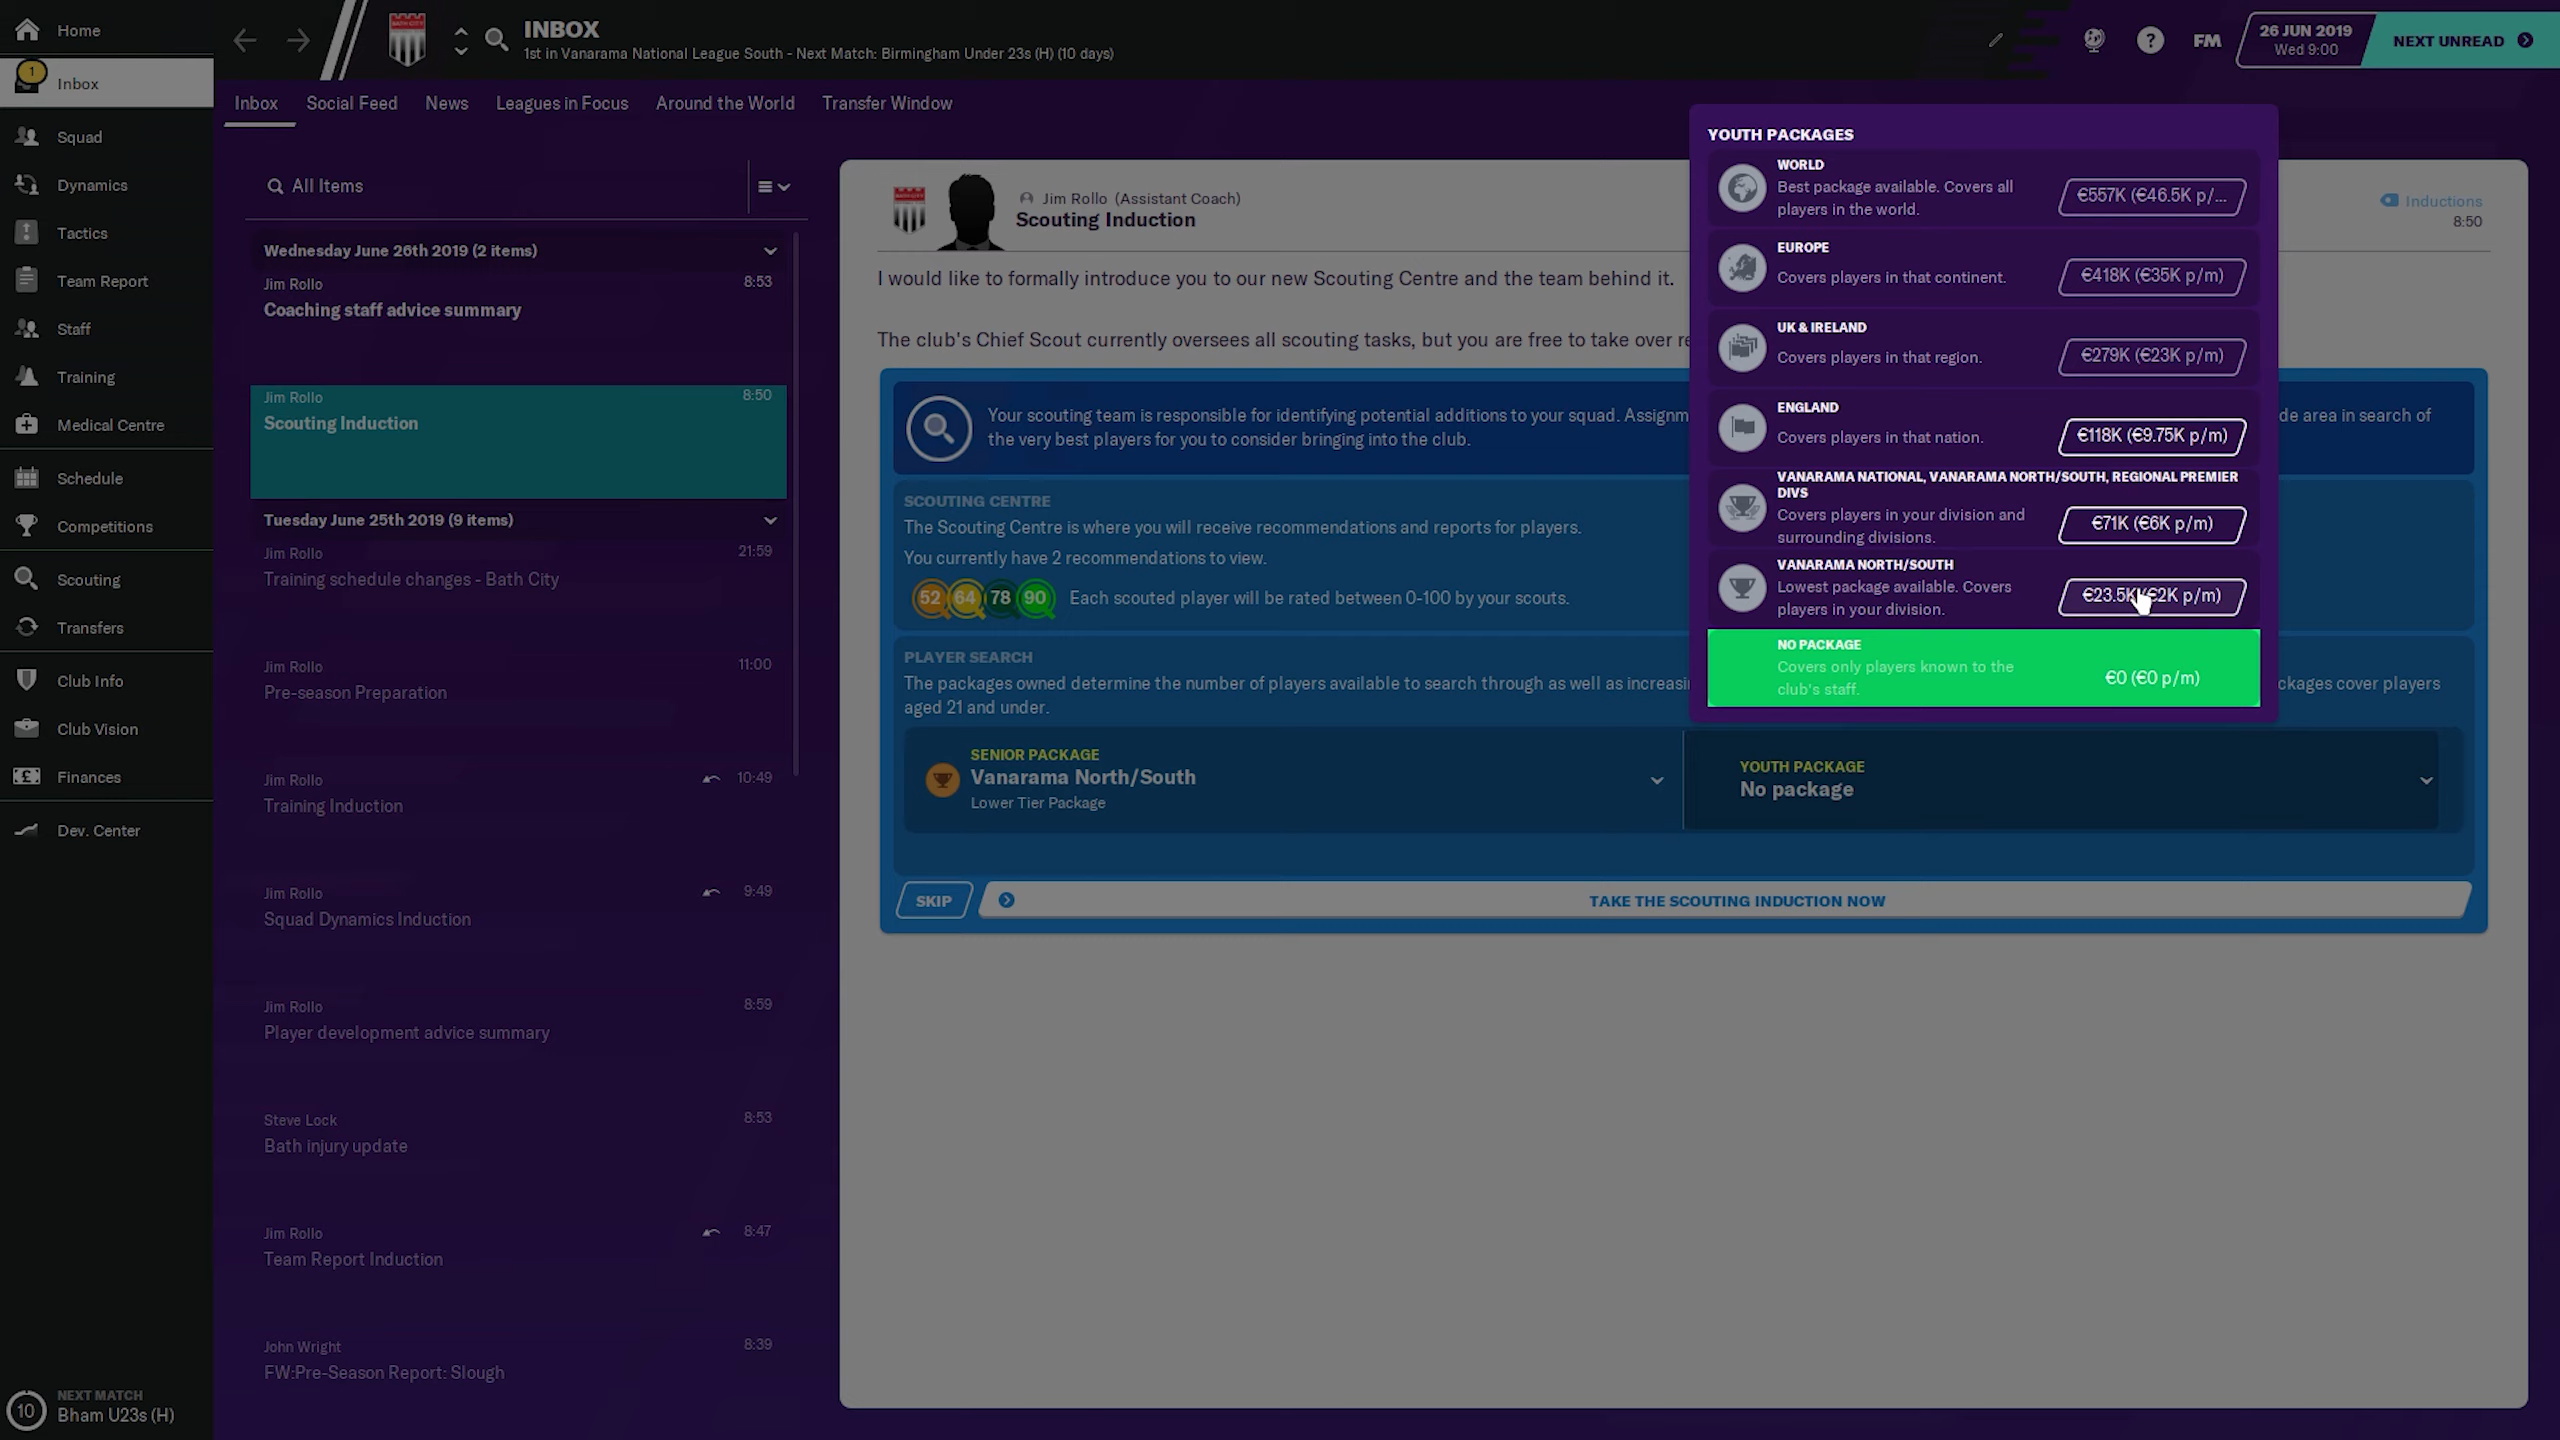 Home
Inbox
1
Squad
Dynamics
Tactics
Team Report
Staff
Training
Medical Centre
Schedule
Competitions
Scouting
Transfers
Club Info
Club Vision
Finances
Dev. Center
10
NEXT MATCH
Bham U23s (H)
BATH CITY
INBOX
1st in Vanarama National League South - Next Match: Birmingham Under 23s (H) (10 days)
?
FM
26 JUN 2019
Wed 9:00
NEXT UNREAD
Inbox
Social Feed
News
Leagues in Focus
Around the World
Transfer Window
All Items
Wednesday June 26th 2019 (2 items)
Jim Rollo
8:53
Coaching staff advice summary
Jim Rollo
8:50
Scouting Induction
Tuesday June 25th 2019 (9 items)
Jim Rollo
21:59
Training schedule changes - Bath City
Jim Rollo
11:00
Pre-season Preparation
Jim Rollo
10:49
Training Induction
Jim Rollo
9:49
Squad Dynamics Induction
Jim Rollo
8:59
Player development advice summary
Steve Lock
8:53
Bath injury update
Jim Rollo
8:47
Team Report Induction
John Wright
8:39
FW:Pre-Season Report: Slough
BATH CITY
Jim Rollo (Assistant Coach)
Scouting Induction
Inductions
8:50
I would like to formally introduce you to our new Scouting Centre and the team behind it.
The club's Chief Scout currently oversees all scouting tasks, but you are free to take over re
Your scouting team is responsible for identifying potential additions to your squad. Assignm
de area in search of
the very best players for you to consider bringing into the club.
SCOUTING CENTRE
The Scouting Centre is where you will receive recommendations and reports for players.
You currently have 2 recommendations to view.
52 64 78 90
Each scouted player will be rated between 0-100 by your scouts.
PLAYER SEARCH
The packages owned determine the number of players available to search through as well as increasi
ckages cover players
aged 21 and under.
SENIOR PACKAGE
Vanarama North/South
Lower Tier Package
YOUTH PACKAGE
No package
SKIP
TAKE THE SCOUTING INDUCTION NOW
YOUTH PACKAGES
WORLD
Best package available. Covers all
players in the world.
€557K (€46.5K p/...
EUROPE
Covers players in that continent.
€418K (€35K p/m)
UK & IRELAND
Covers players in that region.
€279K (€23K p/m)
ENGLAND
Covers players in that nation.
€118K (€9.75K p/m)
VANARAMA NATIONAL, VANARAMA NORTH/SOUTH, REGIONAL PREMIER
DIVS
Covers players in your division and
surrounding divisions.
€71K (€6K p/m)
VANARAMA NORTH/SOUTH
Lowest package available. Covers
players in your division.
€23.5K (€2K p/m)
NO PACKAGE
Covers only players known to the
club's staff.
€0 (€0 p/m)